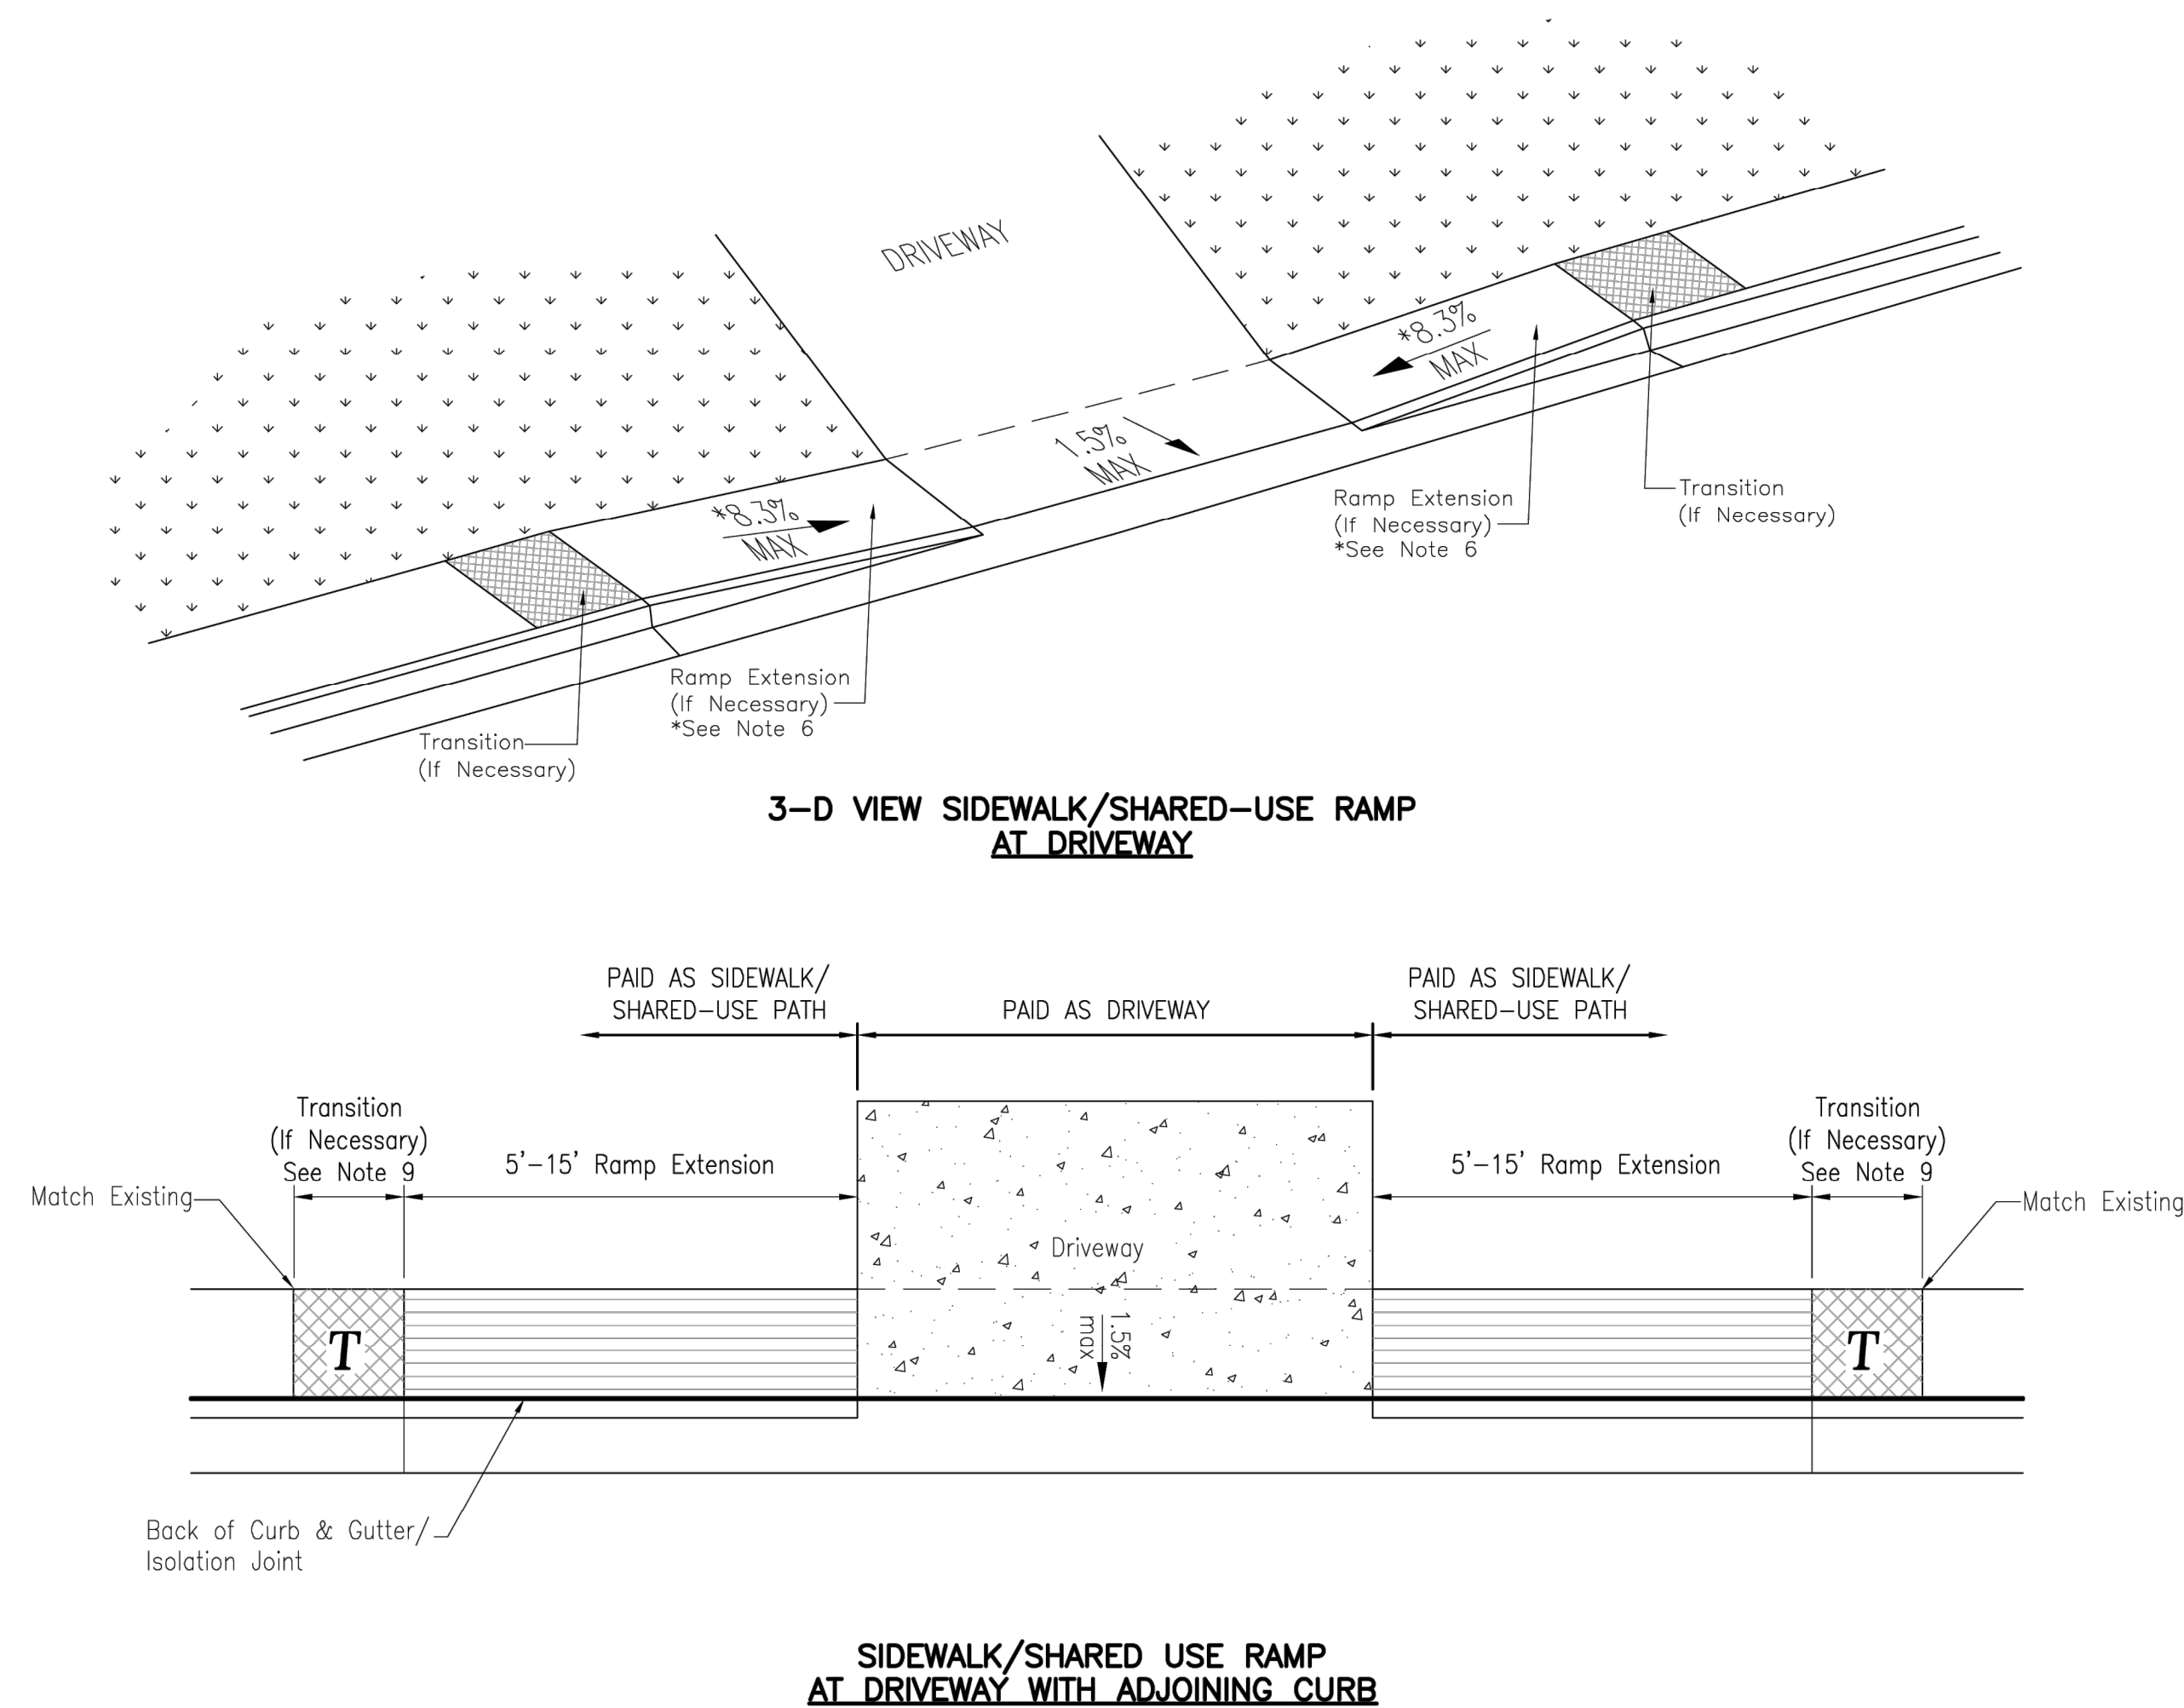 DRIVEWAY
*8.3%
MAX
1.5%
MAX
*8.3%
MAX
Ramp Extension
(If Necessary)
*See Note 6
Transition
(If Necessary)
Ramp Extension
(If Necessary)
*See Note 6
Transition
(If Necessary)
3-D VIEW SIDEWALK/SHARED-USE RAMP
AT DRIVEWAY
PAID AS SIDEWALK/
SHARED-USE PATH
PAID AS DRIVEWAY
PAID AS SIDEWALK/
SHARED-USE PATH
Transition
(If Necessary)
See Note 9
5'-15' Ramp Extension
5'-15' Ramp Extension
Transition
(If Necessary)
See Note 9
Match Existing
Match Existing
Driveway
1.5%
max
T
T
Back of Curb & Gutter/
Isolation Joint
SIDEWALK/SHARED USE RAMP
AT DRIVEWAY WITH ADJOINING CURB